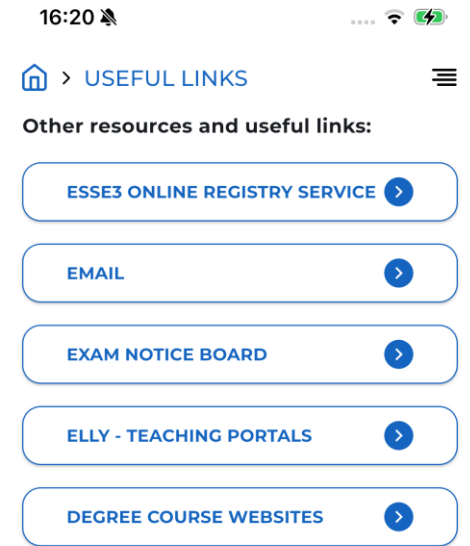 16:20
> USEFUL LINKS
Other resources and useful links:
ESSE3 ONLINE REGISTRY SERVICE
EMAIL
EXAM NOTICE BOARD
ELLY - TEACHING PORTALS
DEGREE COURSE WEBSITES